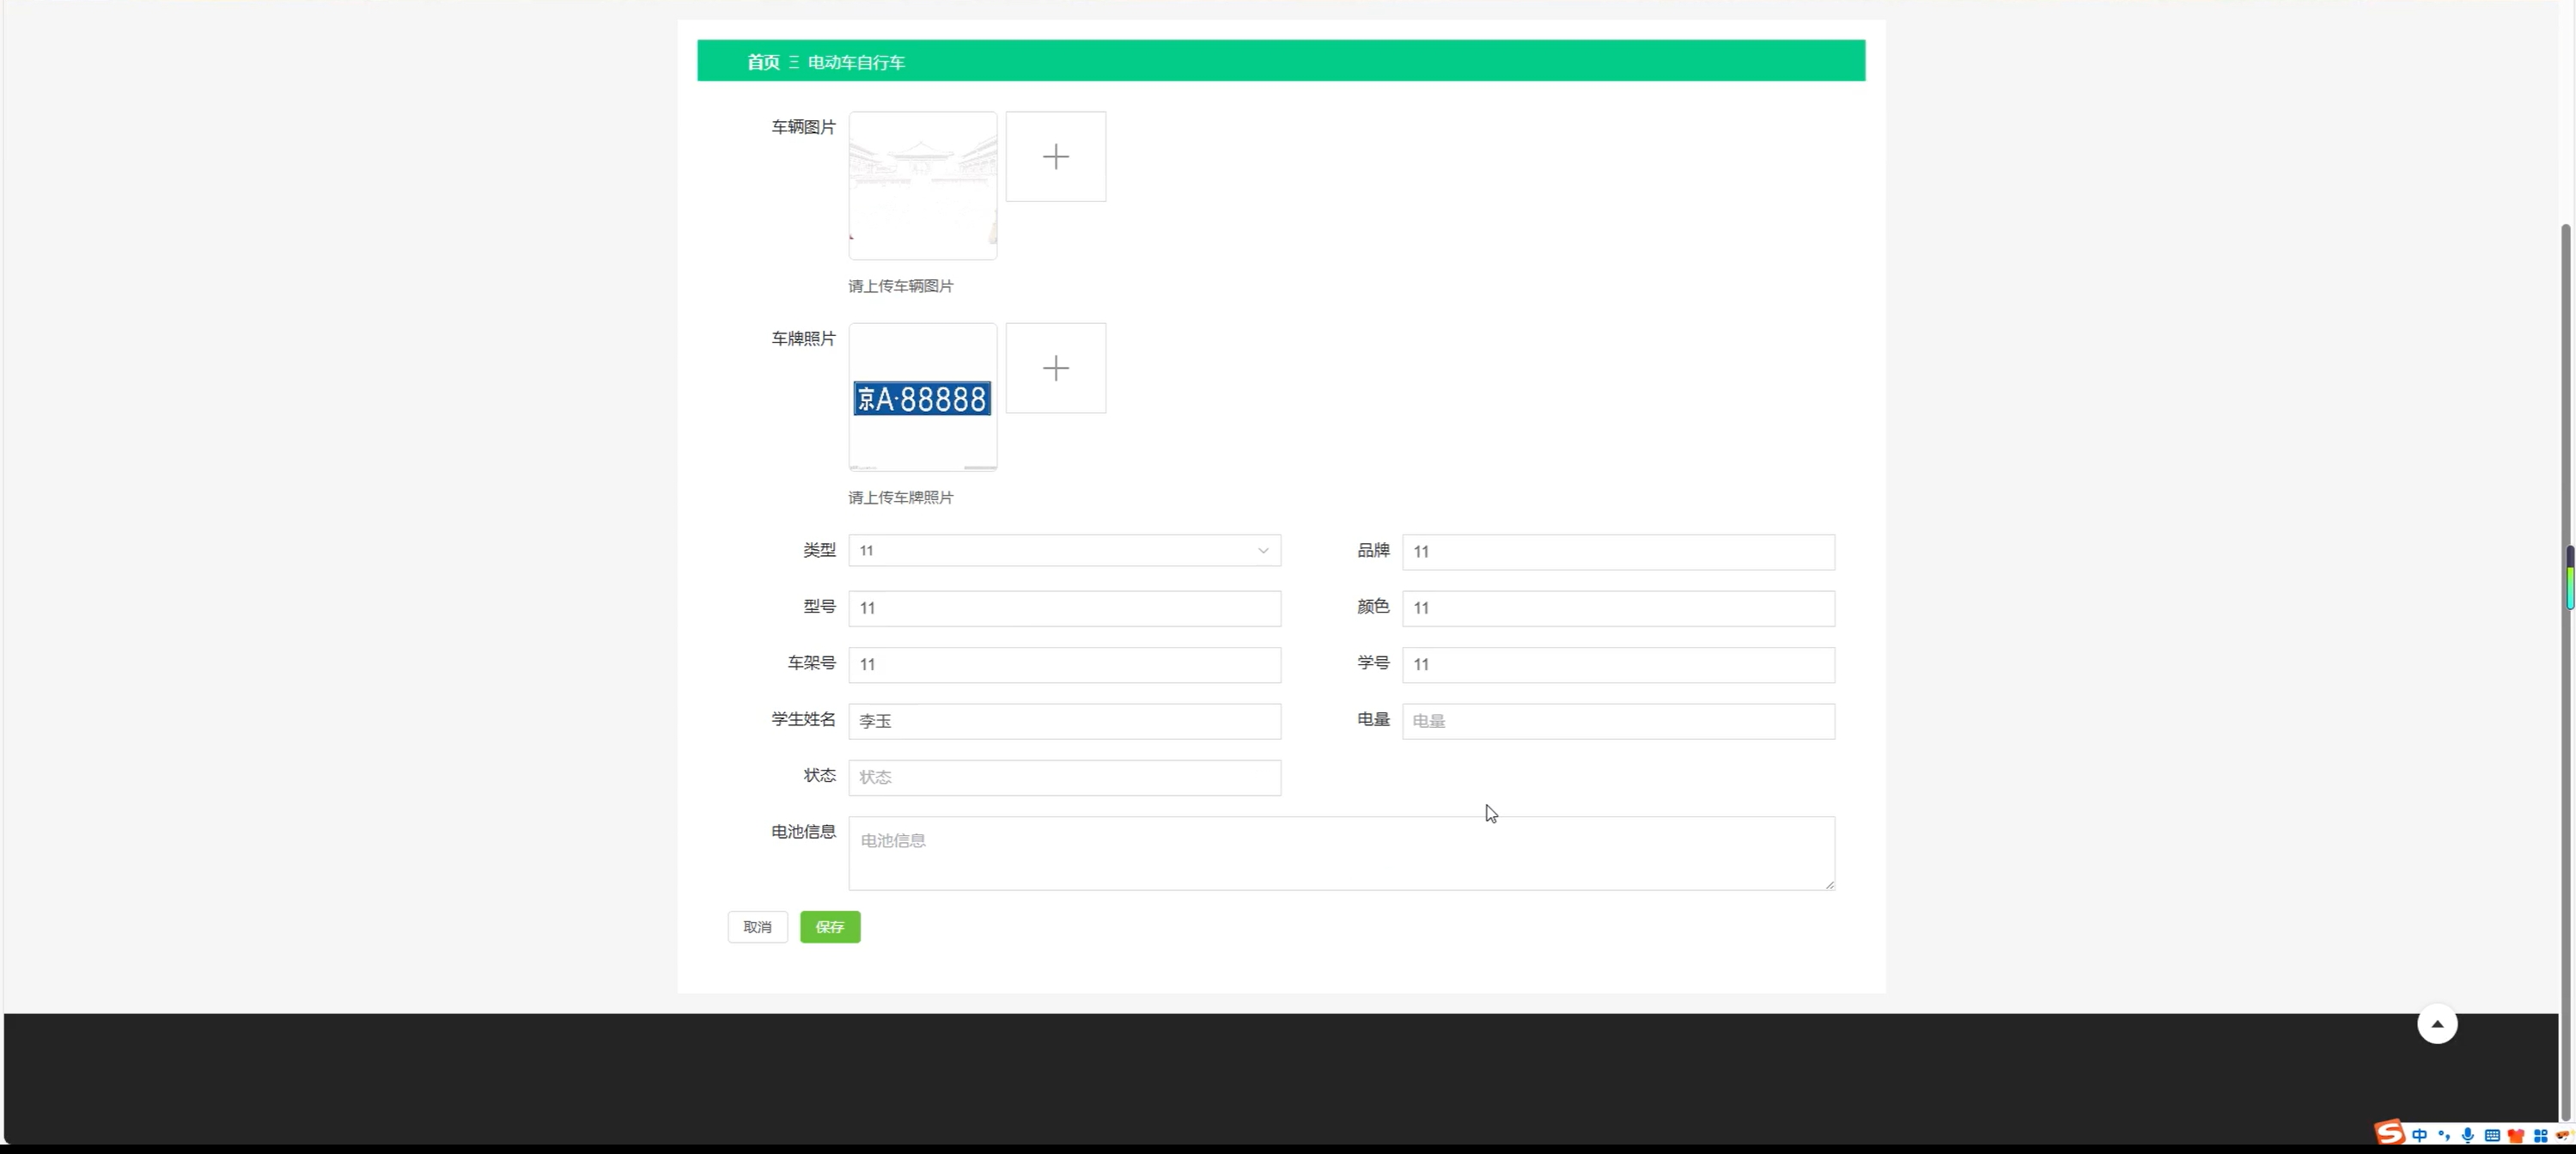 首页 三 电动车自行车
车辆图片
请上传车辆图片
车牌照片
京A·88888
请上传车牌照片
类型 11
品牌 11
型号 11
颜色 11
车架号 11
学号 11
学生姓名 李玉
电量 电量
状态 状态
电池信息 电池信息
取消 保存
中